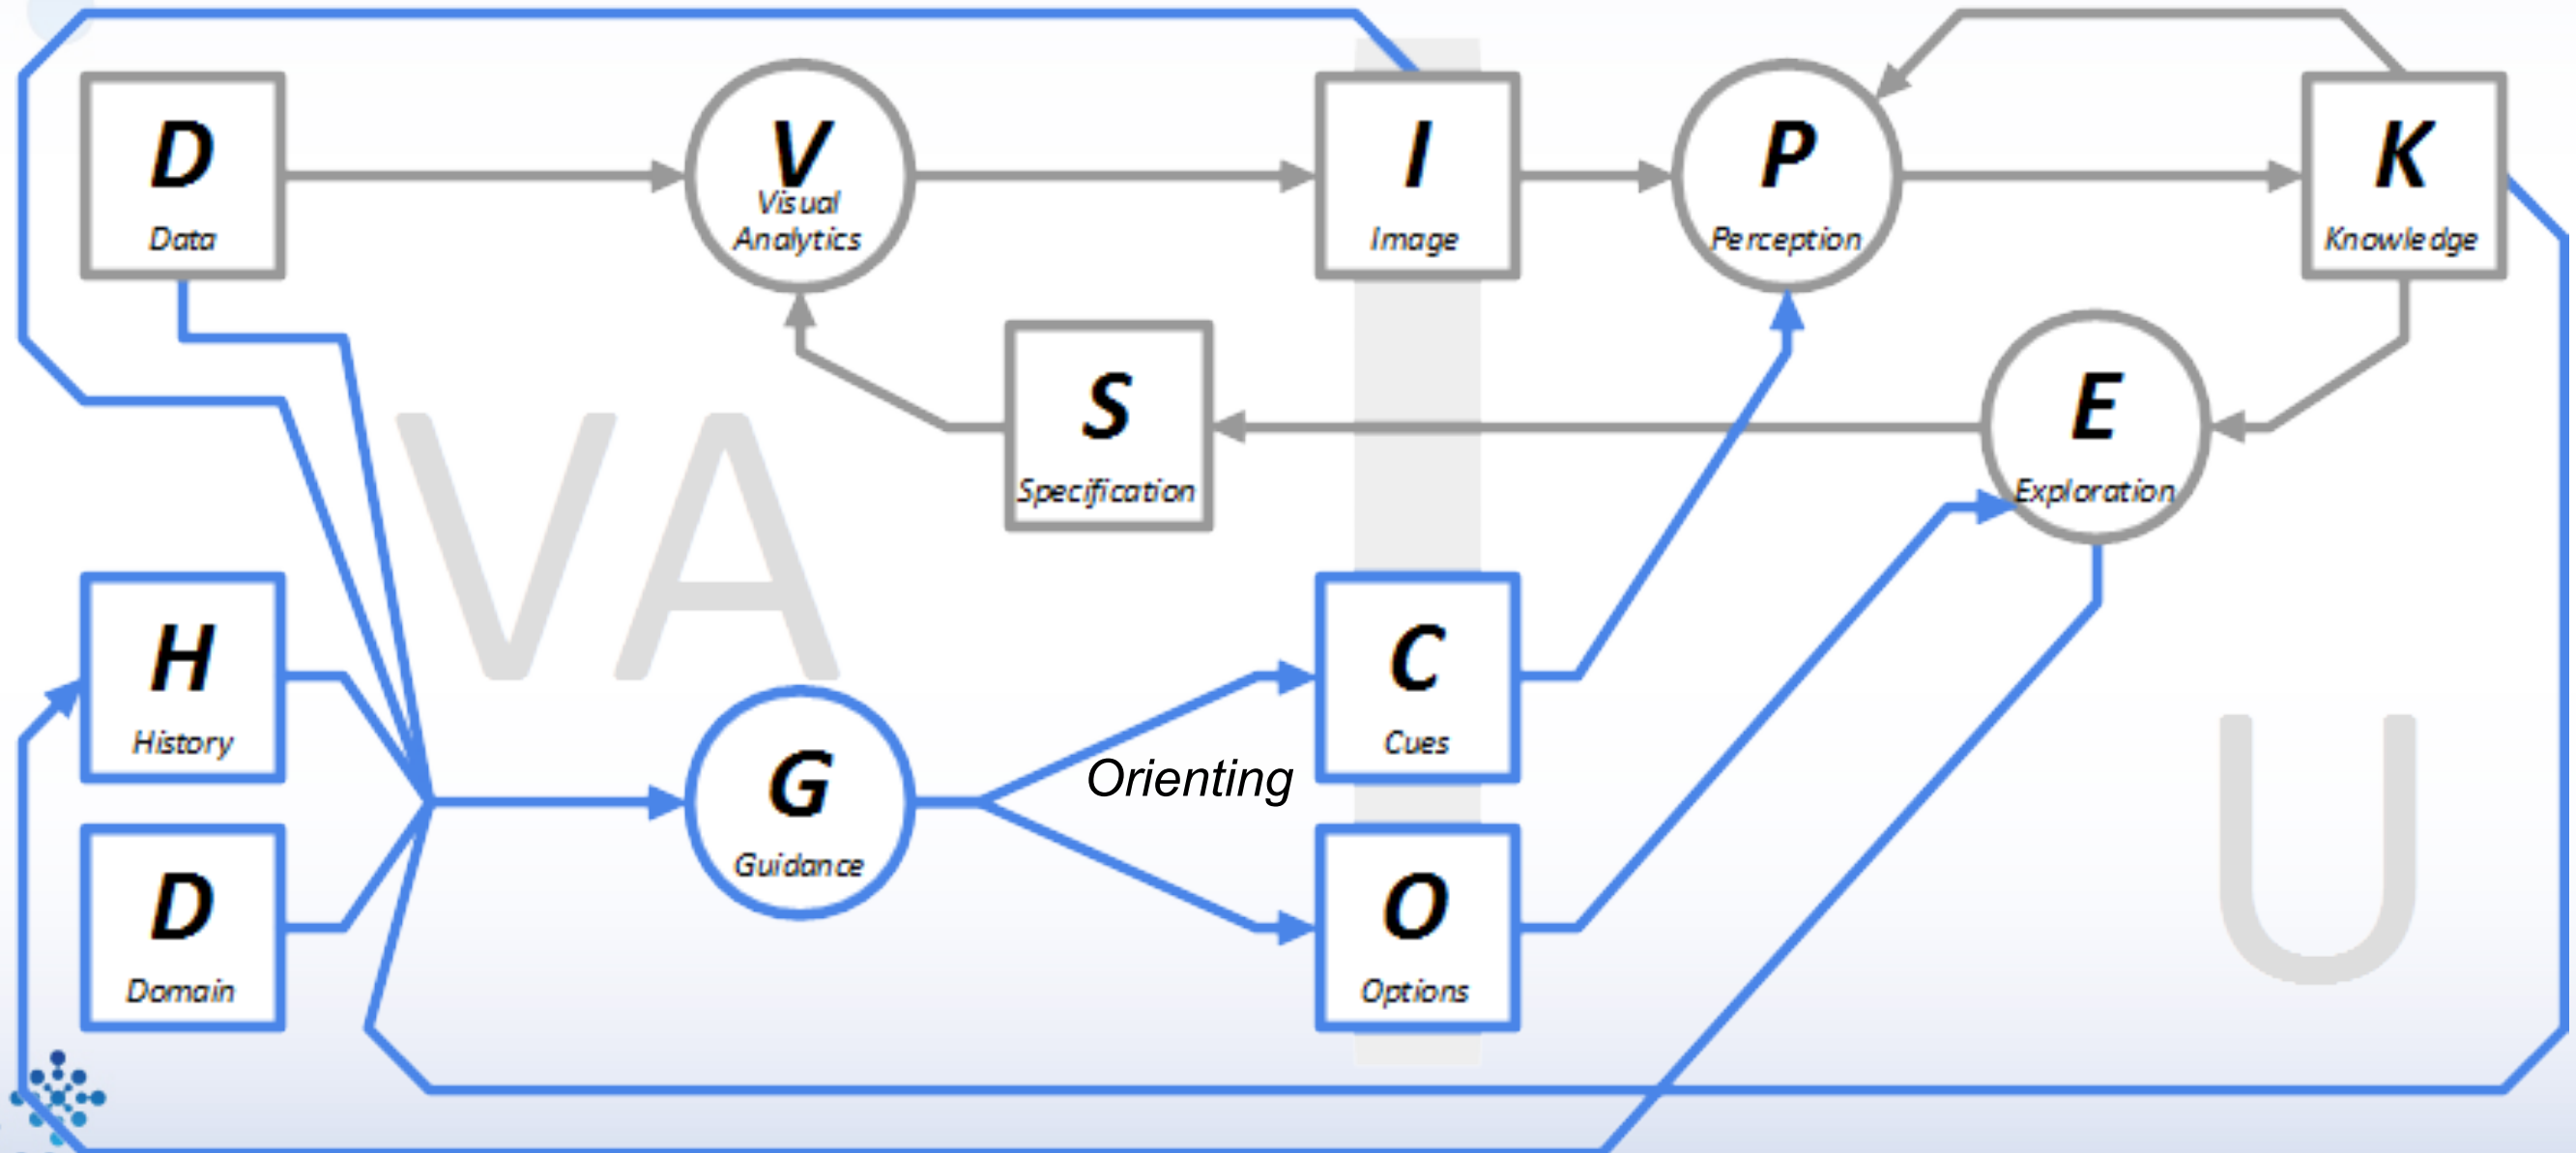 D
Data
V
Visual
Analytics
I
Image
P
Perception
K
Knowledge
S
Specification
E
Exploration
VA
H
History
C
Cues
G
Guidance
Orienting
D
Domain
O
Options
U